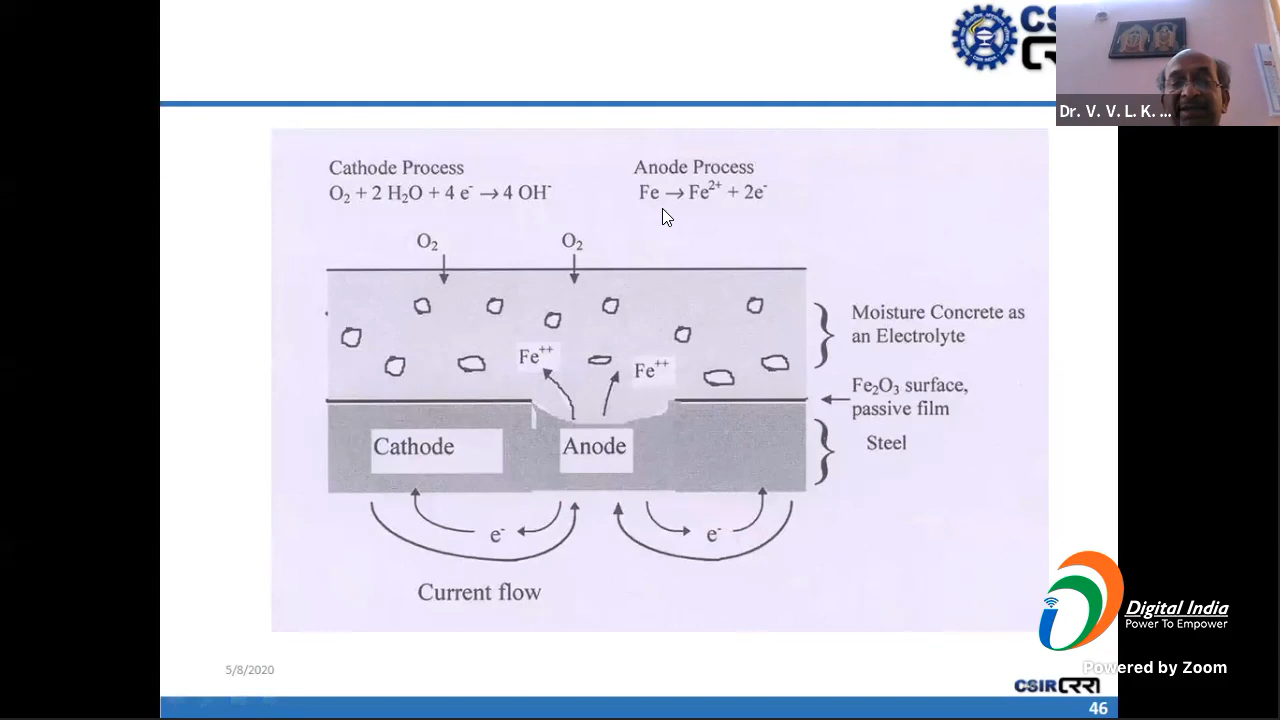 CS
Dr. V. V. L. K. ...
Cathode Process
O₂ + 2 H₂O + 4 e⁻ → 4 OH⁻
Anode Process
Fe → Fe²⁺ + 2e⁻
O₂
O₂
Moisture Concrete as
an Electrolyte
Fe⁺⁺
Fe⁺⁺
Fe₂O₃ surface,
passive film
Cathode
Anode
Steel
e⁻
e⁻
Current flow
Digital India
Power To Empower
5/8/2020
Powered by Zoom
CSIR CRRI
46